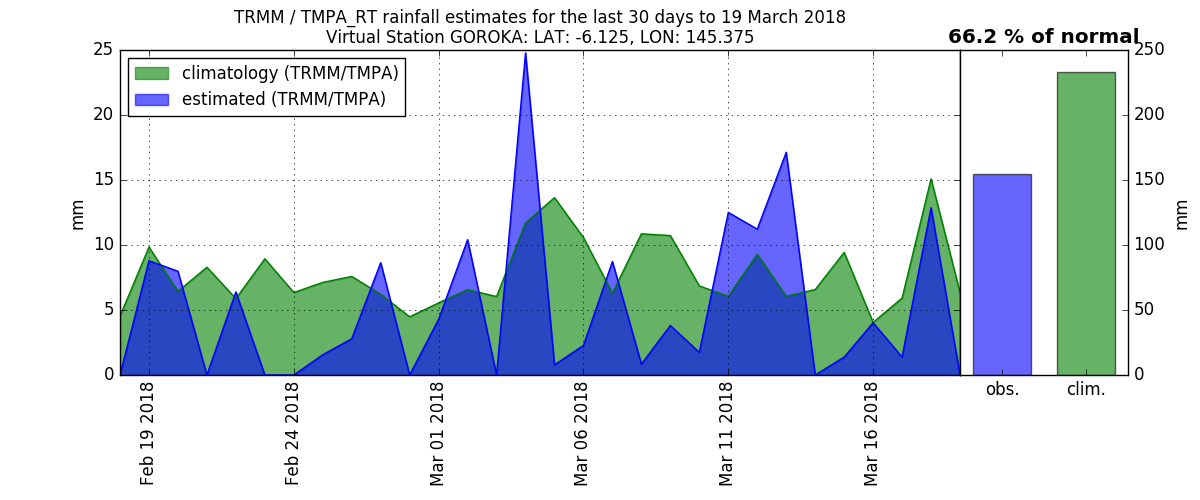 TRMM / TMPA_RT rainfall estimates for the last 30 days to 19 March 2018
Virtual Station GOROKA: LAT: -6.125, LON: 145.375
66.2 % of normal
climatology (TRMM/TMPA)
estimated (TRMM/TMPA)
25
20
15
10
5
0
mm
Feb 19 2018
Feb 24 2018
Mar 01 2018
Mar 06 2018
Mar 11 2018
Mar 16 2018
250
200
150
100
50
0
mm
obs.
clim.